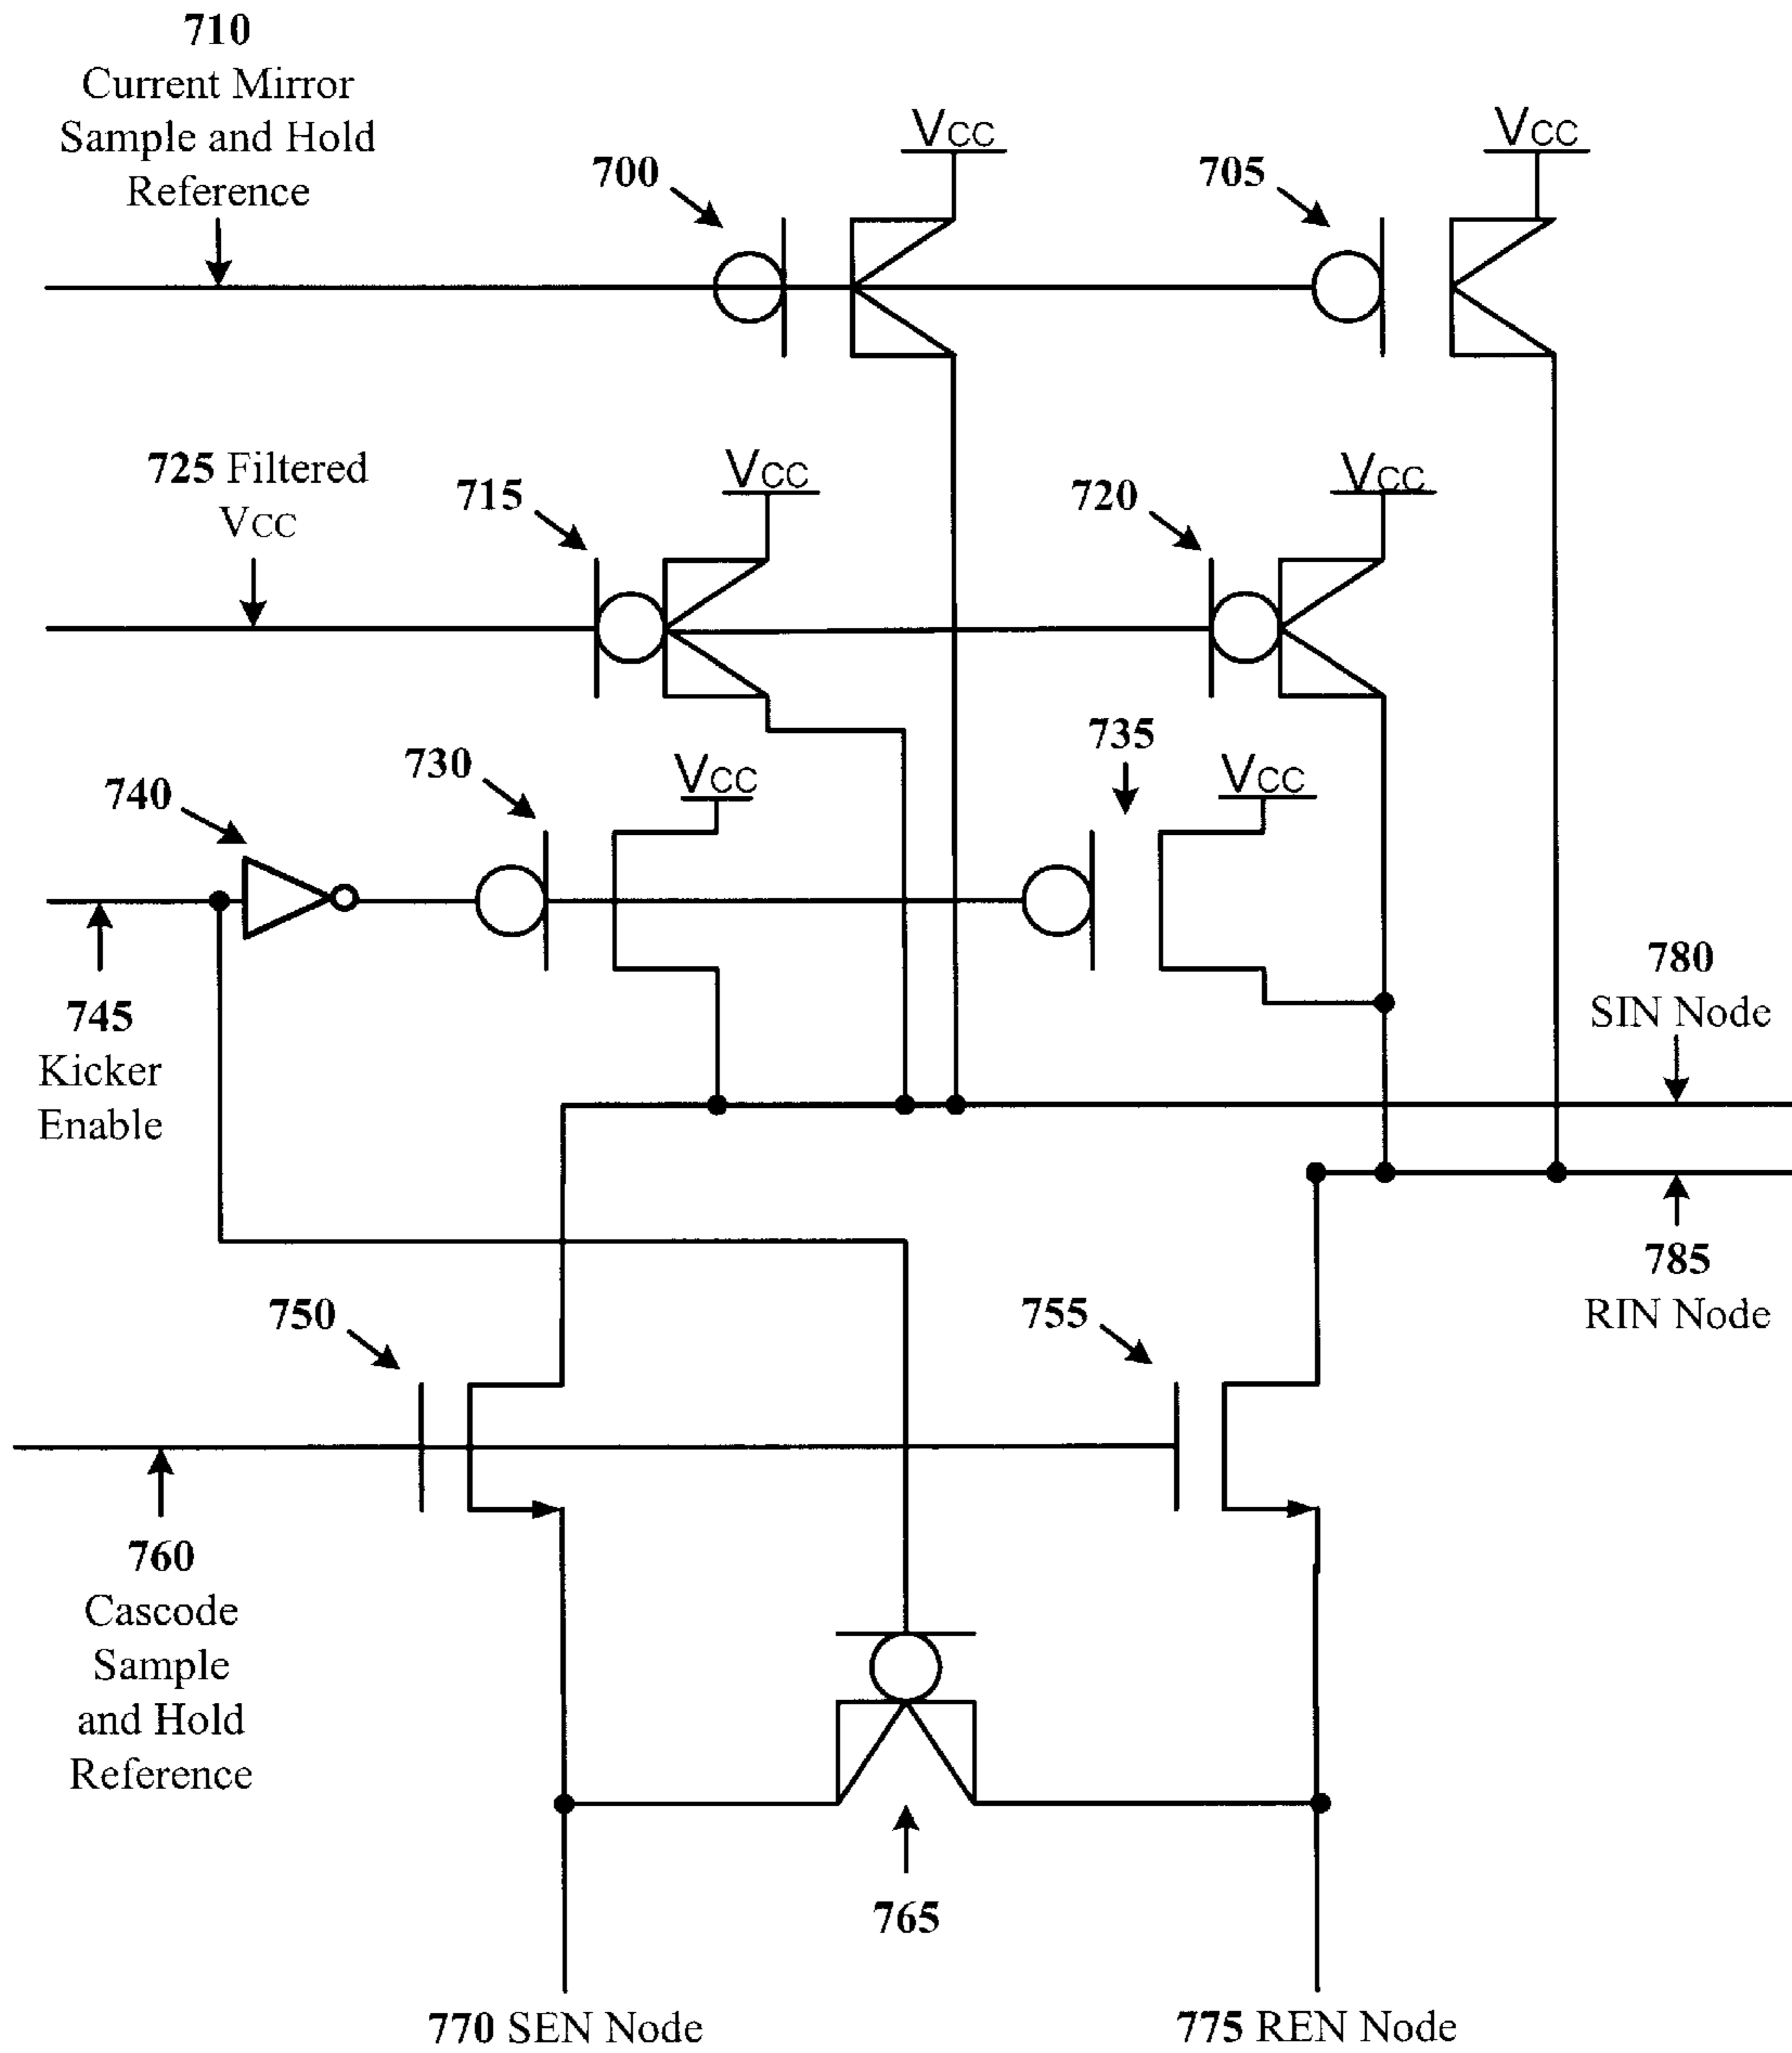 710
Current Mirror
Sample and Hold
Reference
700
VCC
705
VCC
725 Filtered
VCC
715
VCC
720
VCC
740
730
VCC
735
VCC
745
Kicker
Enable
780
SIN Node
785
RIN Node
750
755
760
Cascode
Sample
and Hold
Reference
765
770 SEN Node
775 REN Node